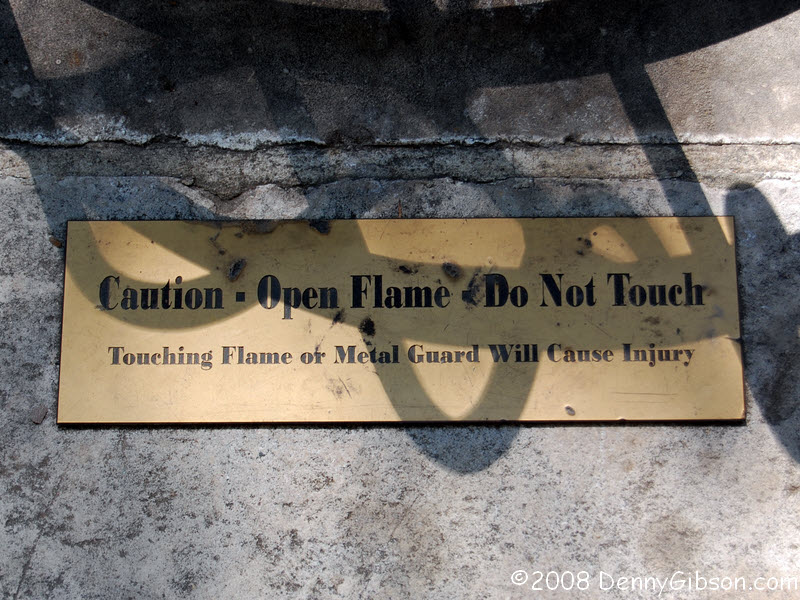 Caution ▪ Open Flame ▪ Do Not Touch
Touching Flame or Metal Guard Will Cause Injury
©2008 DennyGibson.com